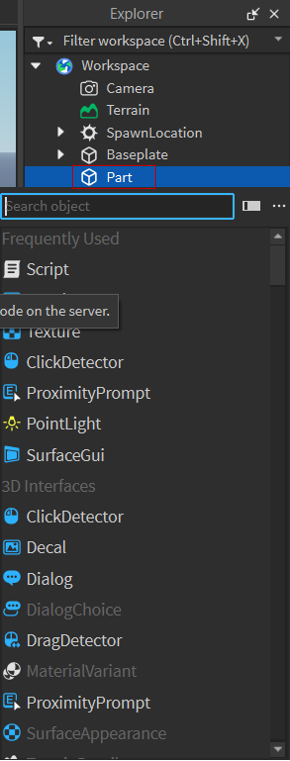 Explorer
Filter workspace (Ctrl+Shift+X)
Workspace
Camera
Terrain
SpawnLocation
Baseplate
Part
Search object
Frequently Used
Script
ode on the server.
Texture
ClickDetector
ProximityPrompt
PointLight
SurfaceGui
3D Interfaces
ClickDetector
Decal
Dialog
DialogChoice
DragDetector
MaterialVariant
ProximityPrompt
SurfaceAppearance